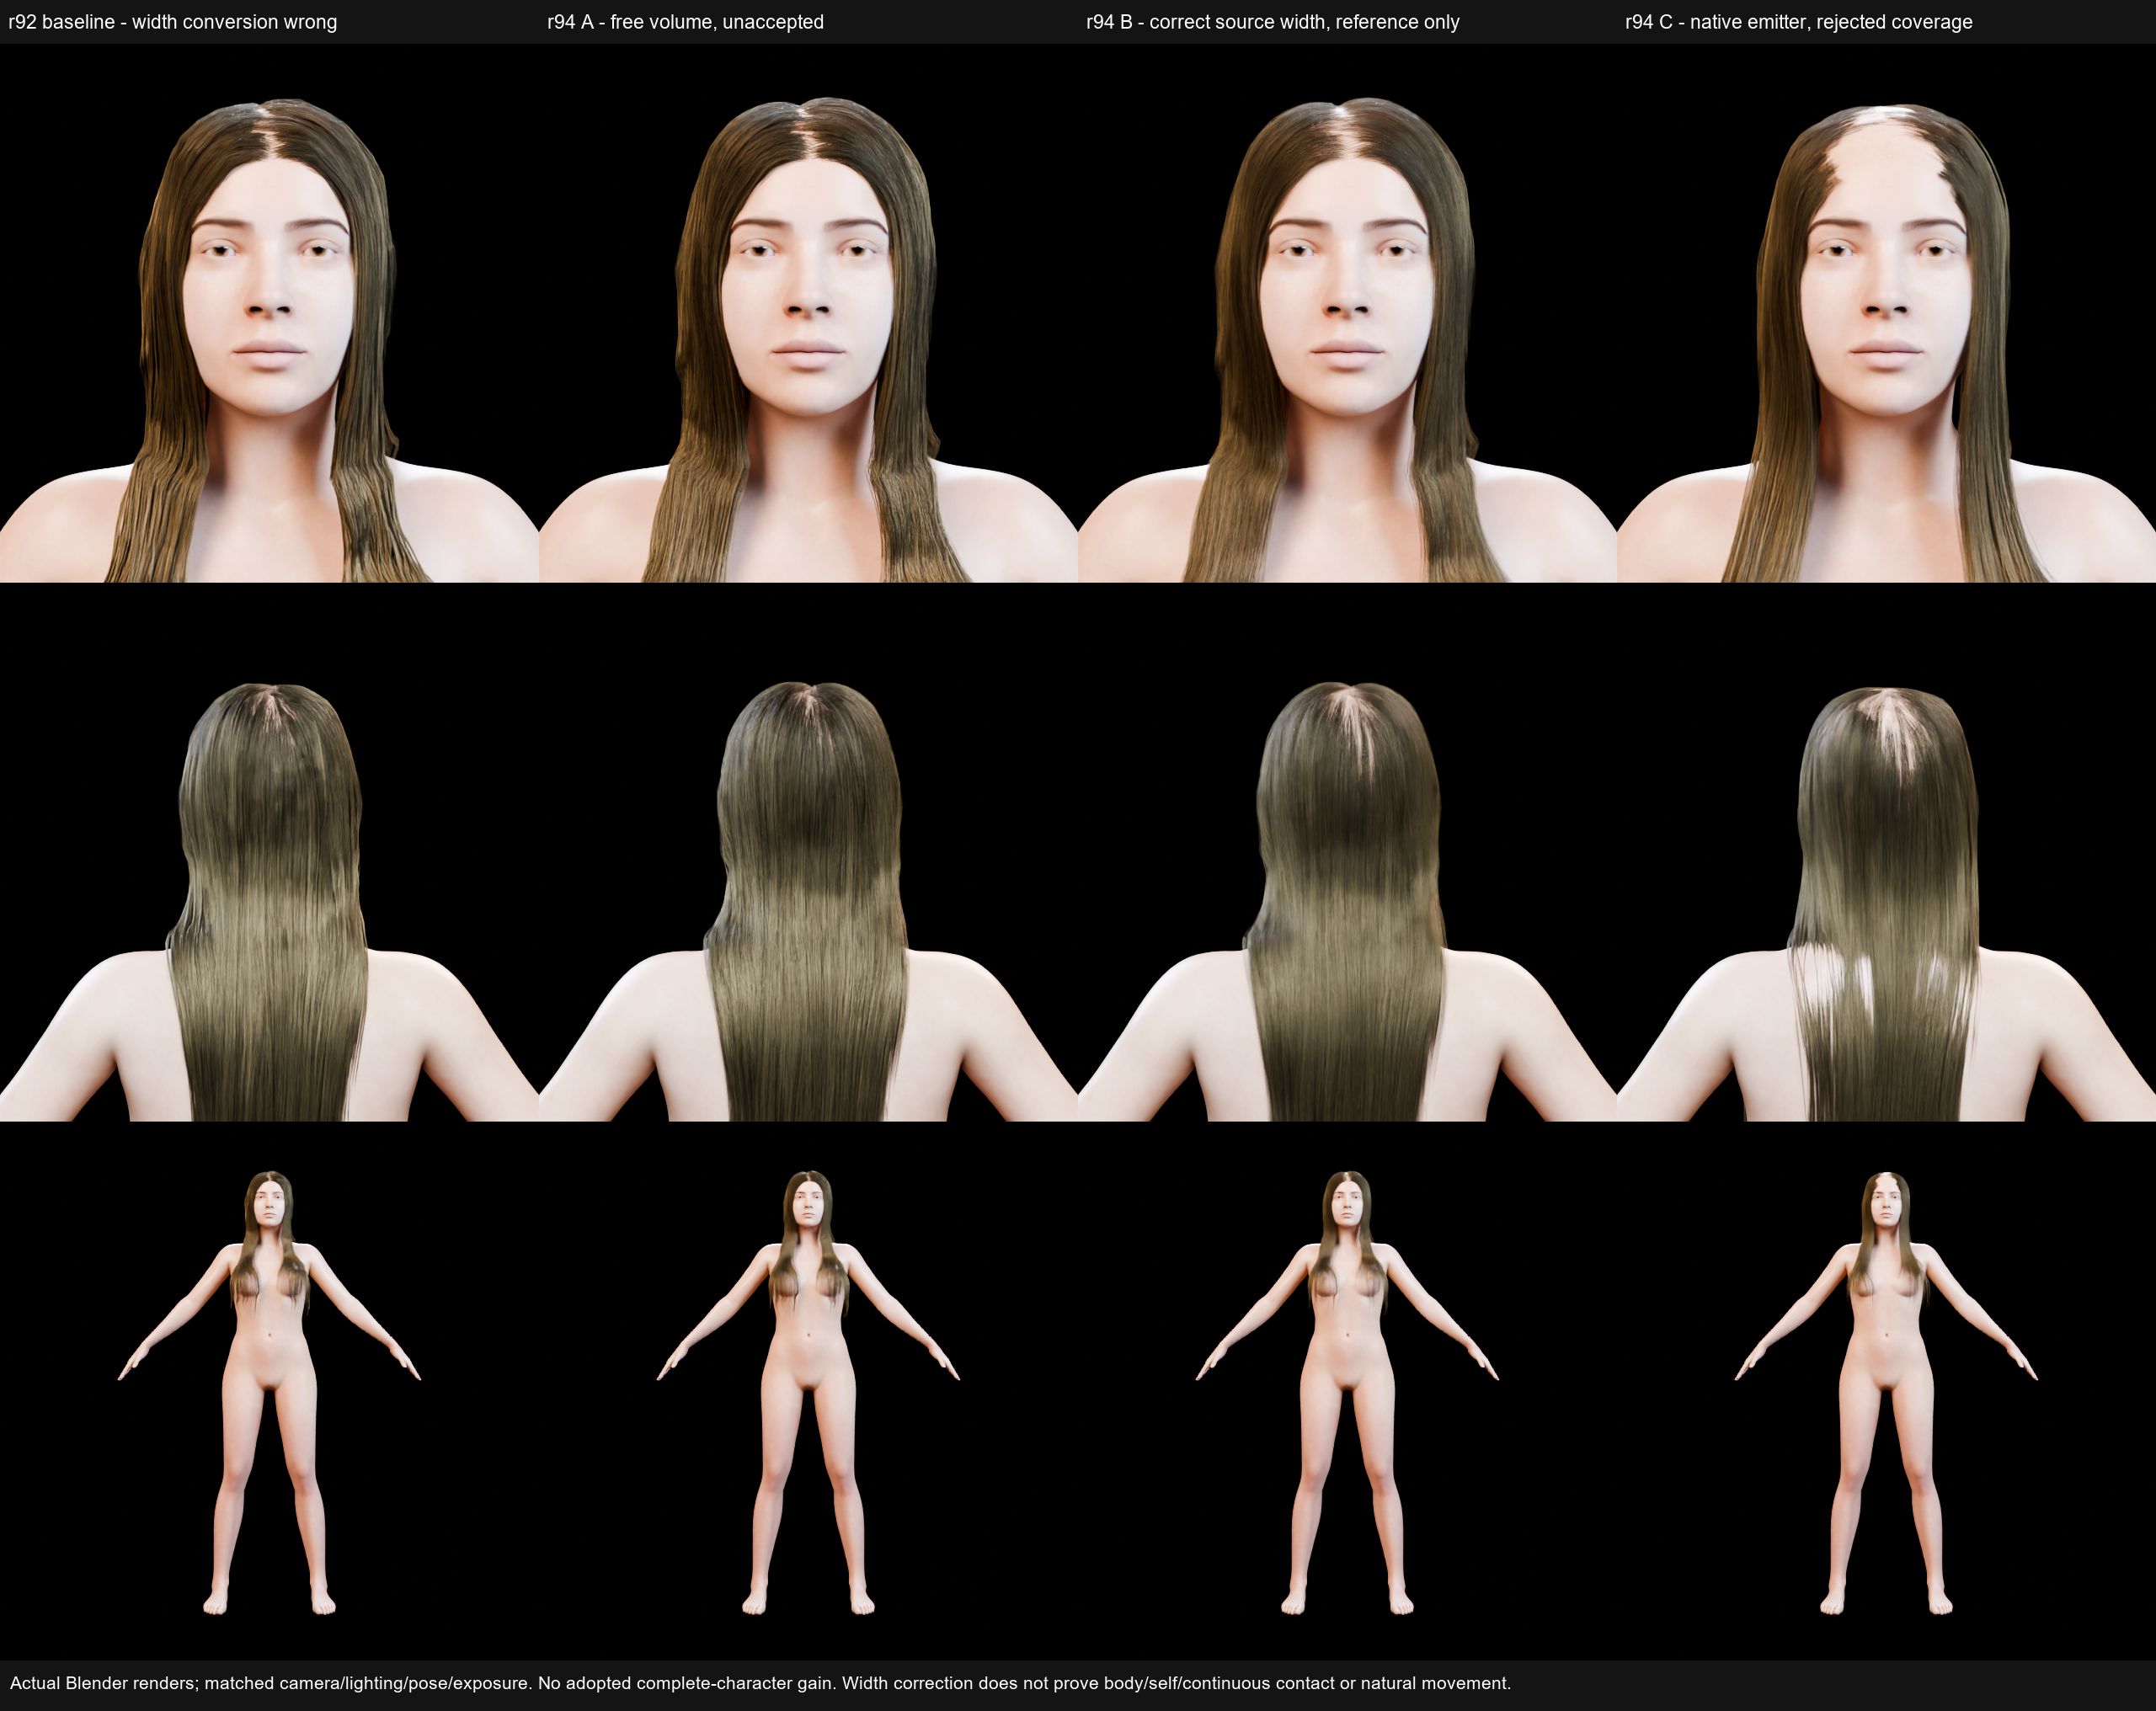 r92 baseline - width conversion wrong
r94 A - free volume, unaccepted
r94 B - correct source width, reference only
r94 C - native emitter, rejected coverage
Actual Blender renders; matched camera/lighting/pose/exposure. No adopted complete-character gain. Width correction does not prove body/self/continuous contact or natural movement.